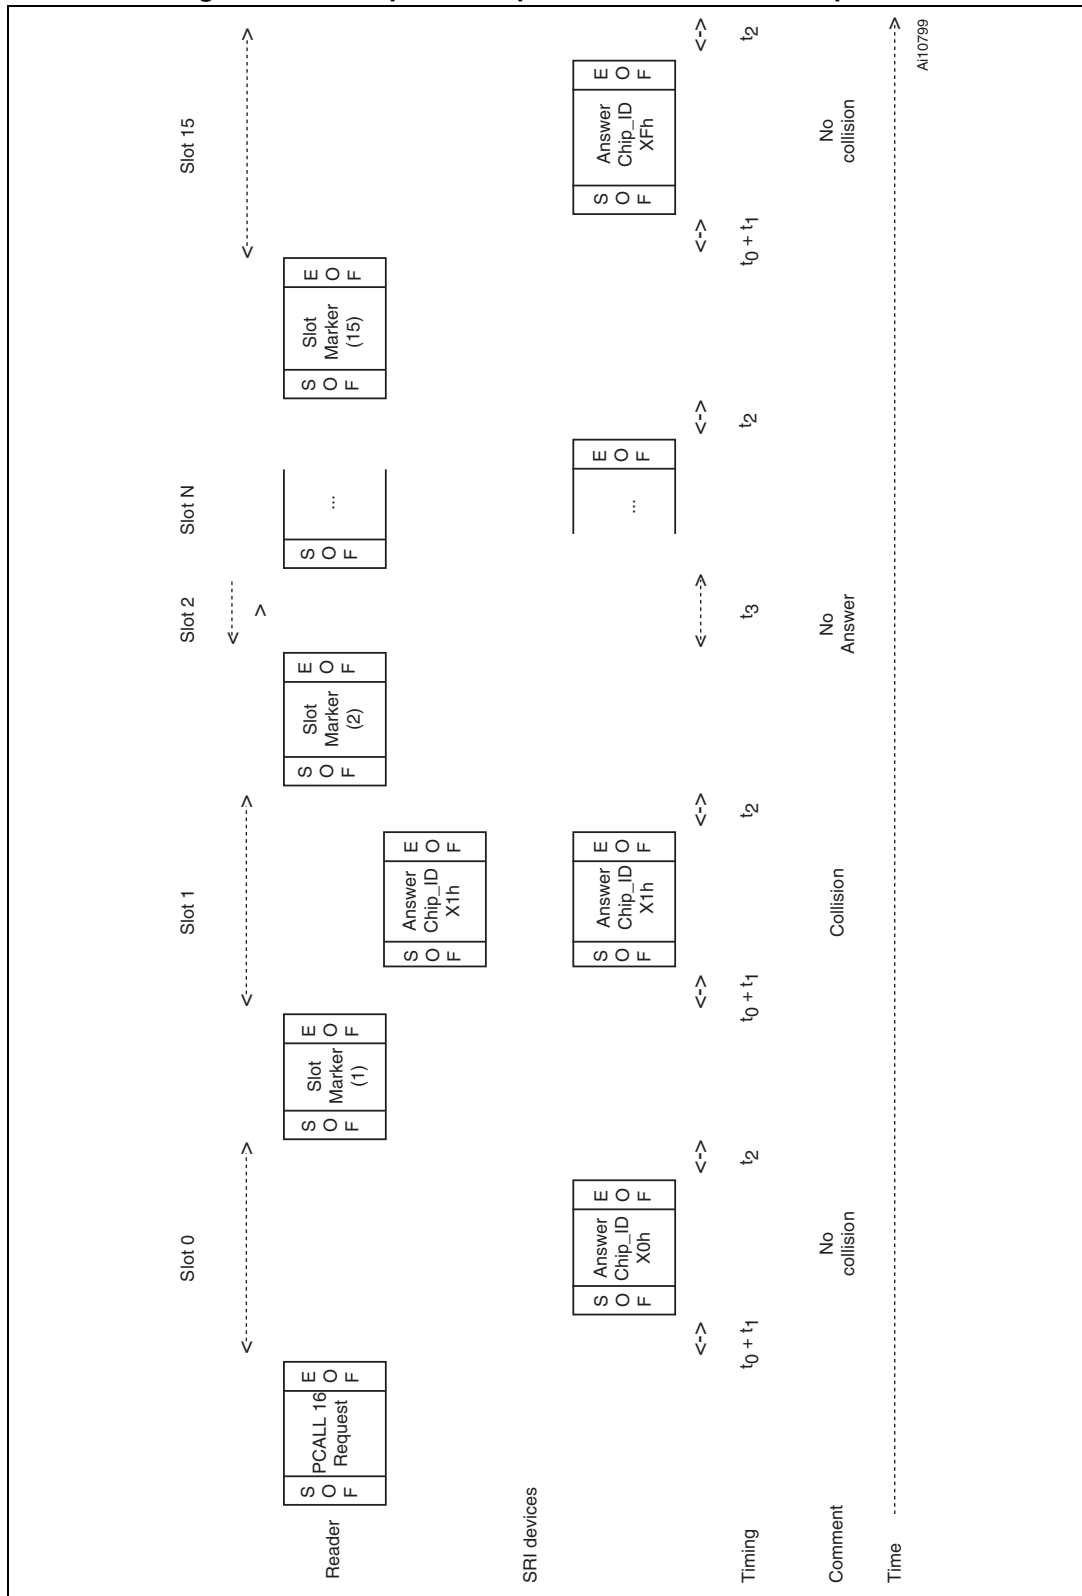 Slot 0
Slot 1
Slot 2
Slot N
Slot 15
Reader
S
O
F
PCALL 16
Request
E
O
F
S
O
F
Slot
Marker
(1)
E
O
F
S
O
F
Slot
Marker
(2)
E
O
F
S
O
F
...
S
O
F
Slot
Marker
(15)
E
O
F
S
O
F
Answer
Chip_ID
X1h
E
O
F
SRI devices
S
O
F
Answer
Chip_ID
X0h
E
O
F
S
O
F
Answer
Chip_ID
X1h
E
O
F
...
E
O
F
S
O
F
Answer
Chip_ID
XFh
E
O
F
<->
<->
<->
<->
<->
<->
<->
Timing
t0 + t1
t2
t0 + t1
t2
t3
t2
t0 + t1
t2
Comment
No
collision
Collision
No
Answer
No
collision
Time
Ai10799